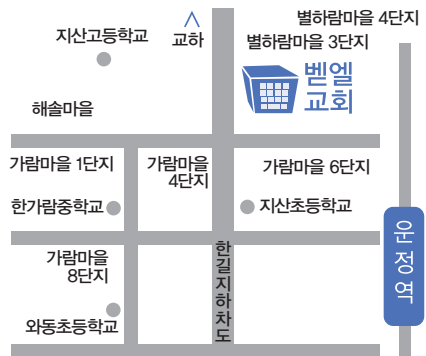 별하람마을 4단지
지산고등학교
교하
별하람마을 3단지
벧엘
교회
해솔마을
가람마을 1단지
가람마을
4단지
가람마을 6단지
한가람중학교
지산초등학교
운정역
한길지하차도
가람마을
8단지
와동초등학교